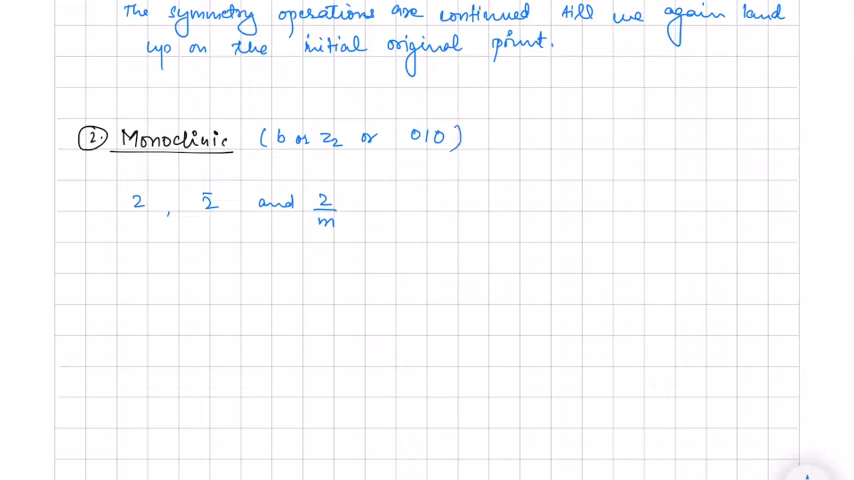 The symmetry operations are continued till we again land
up on the initial original point.
2. Monoclinic (b or z₂ or 010)
2, 2̄ and 2/m